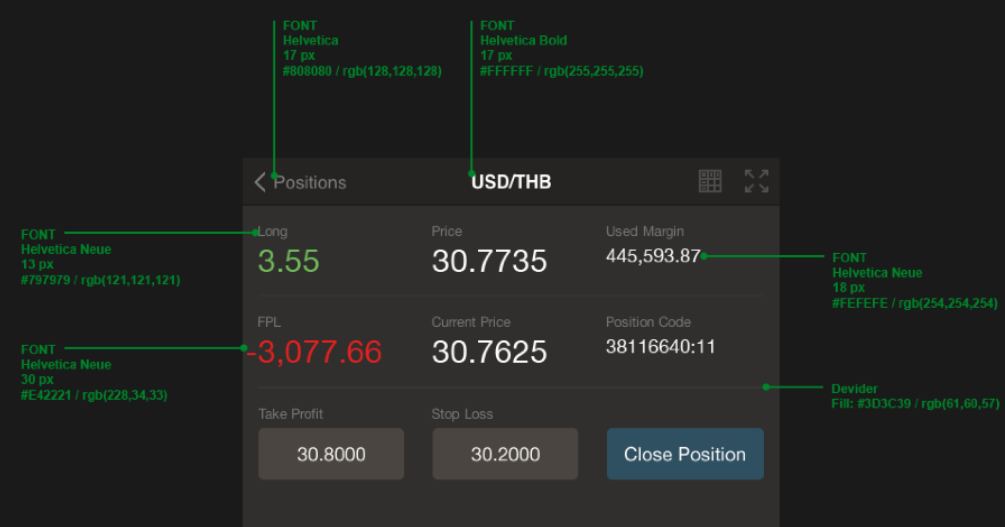 FONT
Helvetica
17 px
#808080 / rgb(128,128,128)
FONT
Helvetica Bold
17 px
#FFFFFF / rgb(255,255,255)
Positions
USD/THB
FONT
Helvetica Neue
13 px
#797979 / rgb(121,121,121)
Long
3.55
Price
30.7735
Used Margin
445,593.87
FONT
Helvetica Neue
18 px
#FEFEFE / rgb(254,254,254)
FPL
-3,077.66
Current Price
30.7625
Position Code
38116640:11
FONT
Helvetica Neue
30 px
#E42221 / rgb(228,34,33)
Devider
Fill: #3D3C39 / rgb(61,60,57)
Take Profit
Stop Loss
30.8000
30.2000
Close Position